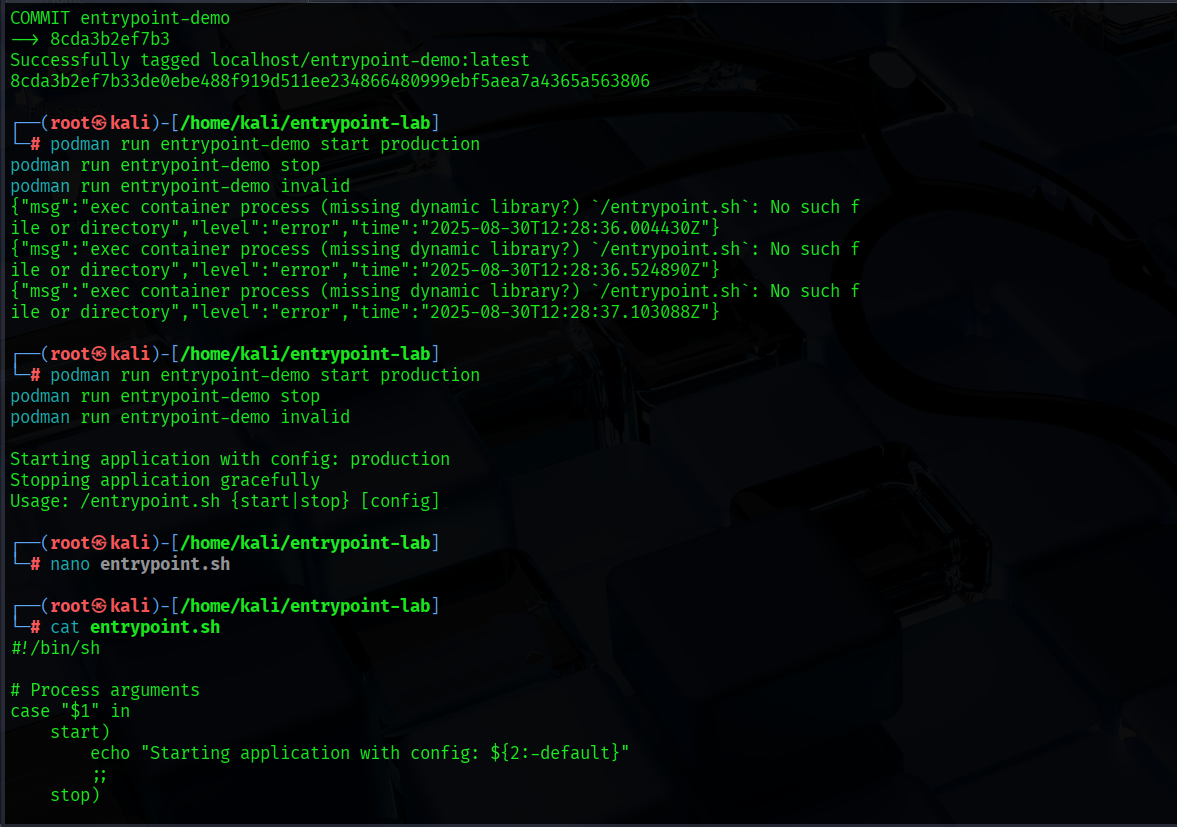 COMMIT entrypoint-demo
--> 8cda3b2ef7b3
Successfully tagged localhost/entrypoint-demo:latest
8cda3b2ef7b33de0ebe488f919d511ee234866480999ebf5aea7a4365a563806
┌──(root㉿kali)-[/home/kali/entrypoint-lab]
└─# podman run entrypoint-demo start production
podman run entrypoint-demo stop
podman run entrypoint-demo invalid
{"msg":"exec container process (missing dynamic library?) `/entrypoint.sh`: No such f
ile or directory","level":"error","time":"2025-08-30T12:28:36.004430Z"}
{"msg":"exec container process (missing dynamic library?) `/entrypoint.sh`: No such f
ile or directory","level":"error","time":"2025-08-30T12:28:36.524890Z"}
{"msg":"exec container process (missing dynamic library?) `/entrypoint.sh`: No such f
ile or directory","level":"error","time":"2025-08-30T12:28:37.103088Z"}
┌──(root㉿kali)-[/home/kali/entrypoint-lab]
└─# podman run entrypoint-demo start production
podman run entrypoint-demo stop
podman run entrypoint-demo invalid
Starting application with config: production
Stopping application gracefully
Usage: /entrypoint.sh {start|stop} [config]
┌──(root㉿kali)-[/home/kali/entrypoint-lab]
└─# nano entrypoint.sh
┌──(root㉿kali)-[/home/kali/entrypoint-lab]
└─# cat entrypoint.sh
#!/bin/sh
# Process arguments
case "$1" in
    start)
        echo "Starting application with config: ${2:-default}"
        ;;
    stop)